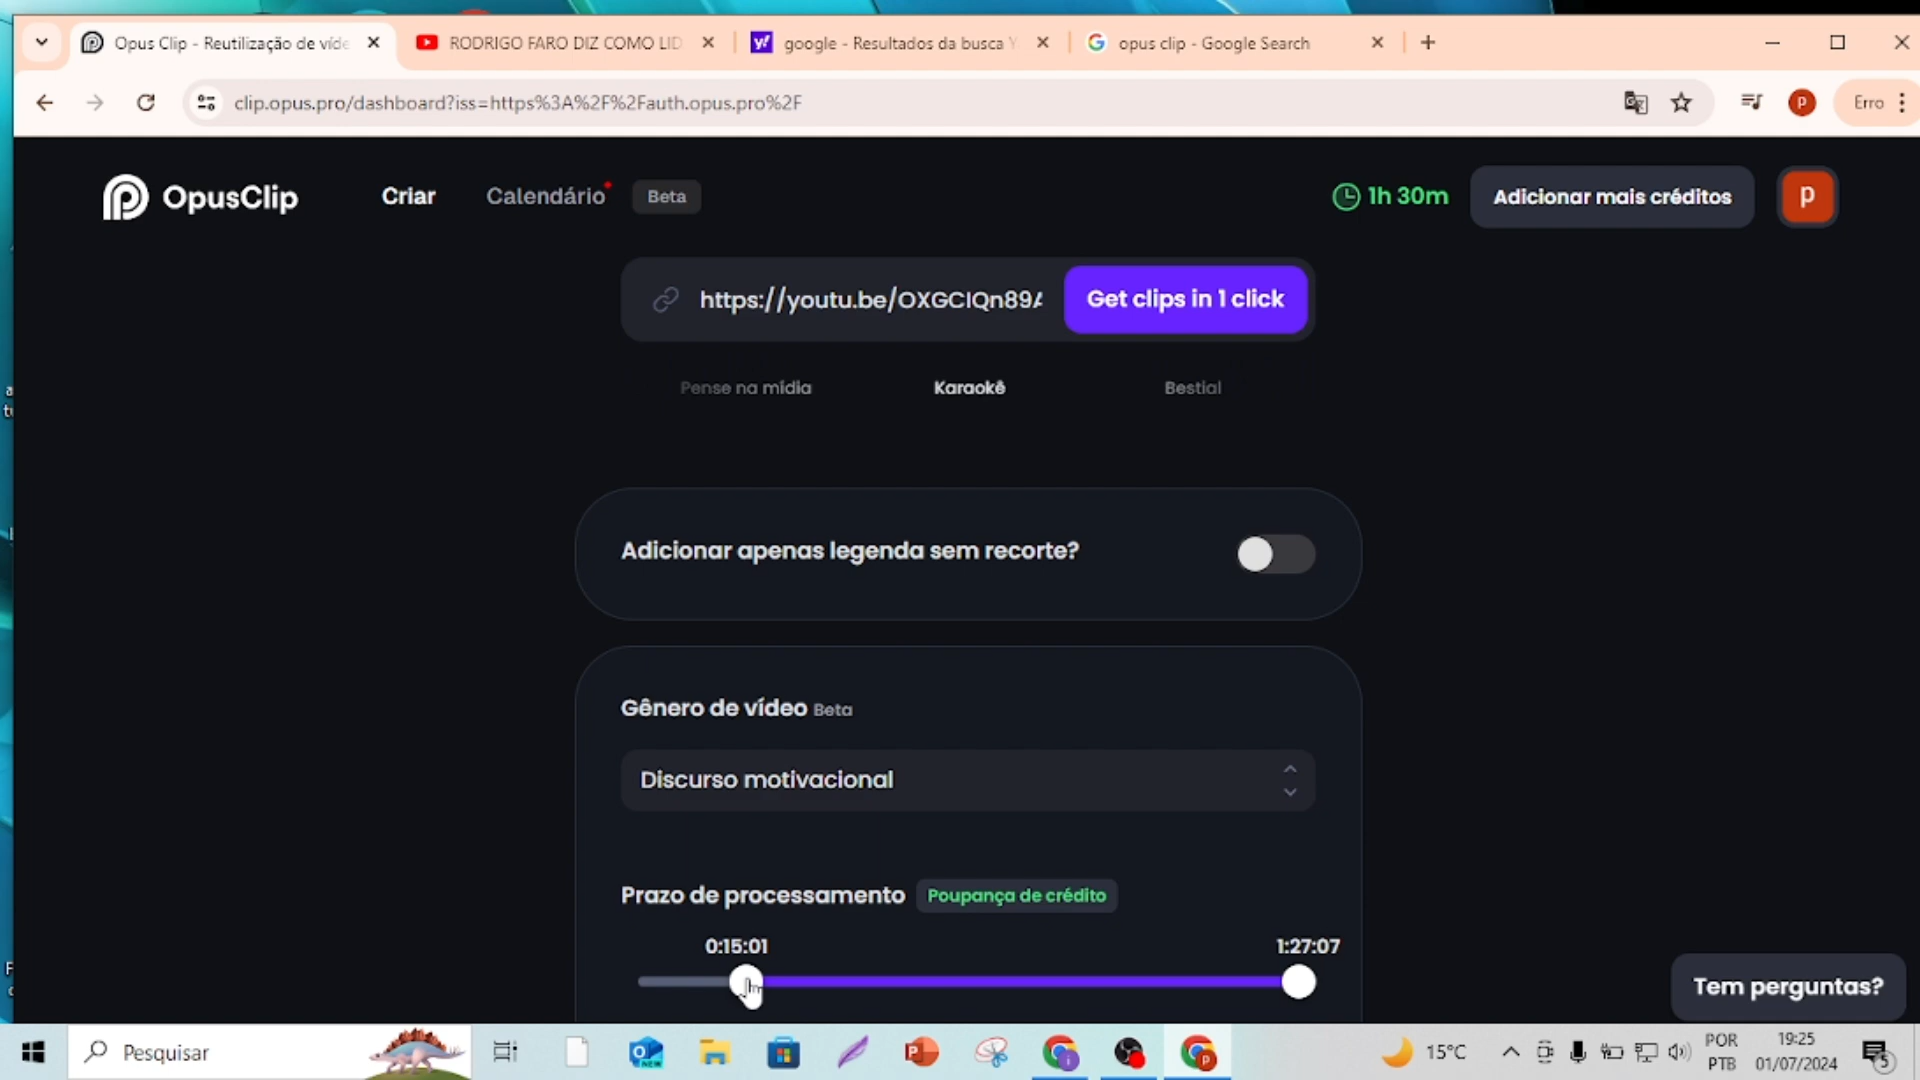 Opus Clip - Reutilização de víde
RODRIGO FARO DIZ COMO LID
google - Resultados da busca Y
opus clip - Google Search
clip.opus.pro/dashboard?iss=https%3A%2F%2Fauth.opus.pro%2F
P
Erro
OpusClip
Criar
Calendário
Beta
1h 30m
Adicionar mais créditos
P
https://youtu.be/OXGCIQn89A
Get clips in 1 click
Pense na mídia
Karaokê
Bestial
Adicionar apenas legenda sem recorte?
Gênero de vídeo Beta
Discurso motivacional
Prazo de processamento
Poupança de crédito
0:15:01
1:27:07
Tem perguntas?
Pesquisar
15°C
POR
PTB
19:25
01/07/2024
5